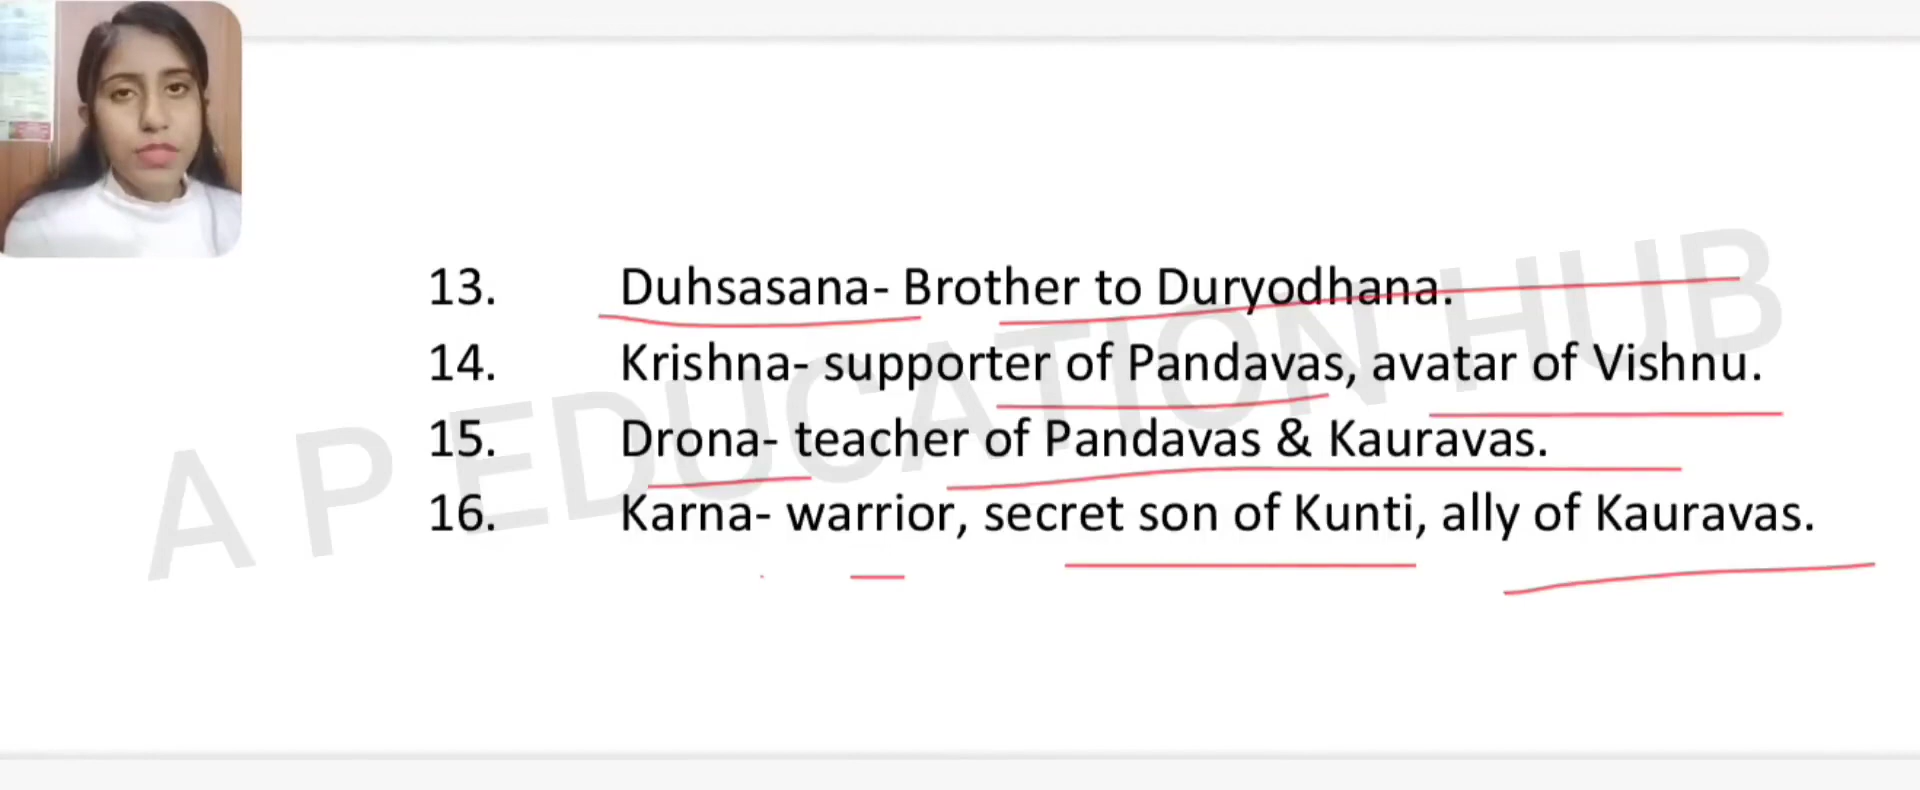 13. Duhsasana- Brother to Duryodhana.
14. Krishna- supporter of Pandavas, avatar of Vishnu.
15. Drona- teacher of Pandavas & Kauravas.
16. Karna- warrior, secret son of Kunti, ally of Kauravas.
A P EDUCATION HUB